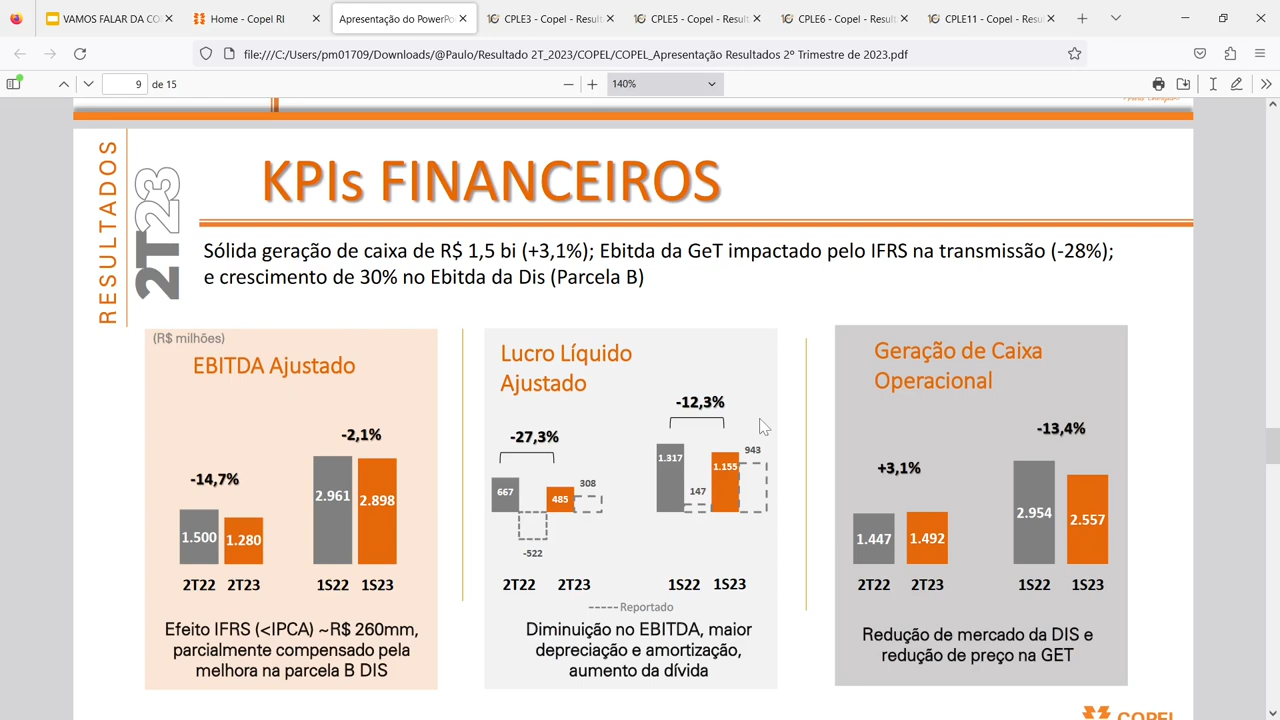 VAMOS FALAR DA CO
Home - Copel RI
Apresentação do PowerPo
CPLE3 - Copel - Resul
CPLE5 - Copel - Result
CPLE6 - Copel - Result
CPLE11 - Copel - Resu
file:///C:/Users/pm01709/Downloads/@Paulo/Resultado 2T_2023/COPEL/COPEL_Apresentação Resultados 2º Trimestre de 2023.pdf
9 de 15
140%
RESULTADOS
2T23
KPIs FINANCEIROS
Sólida geração de caixa de R$ 1,5 bi (+3,1%); Ebitda da GeT impactado pelo IFRS na transmissão (-28%);
e crescimento de 30% no Ebitda da Dis (Parcela B)
(R$ milhões)
EBITDA Ajustado
-14,7%
-2,1%
1.500
1.280
2.961
2.898
2T22
2T23
1S22
1S23
Efeito IFRS (<IPCA) ~R$ 260mm,
parcialmente compensado pela
melhora na parcela B DIS
Lucro Líquido
Ajustado
-27,3%
-12,3%
667
-522
485
308
1.317
147
1.155
943
2T22
2T23
1S22
1S23
-----Reportado
Diminuição no EBITDA, maior
depreciação e amortização,
aumento da dívida
Geração de Caixa
Operacional
+3,1%
-13,4%
1.447
1.492
2.954
2.557
2T22
2T23
1S22
1S23
Redução de mercado da DIS e
redução de preço na GET
COPEL